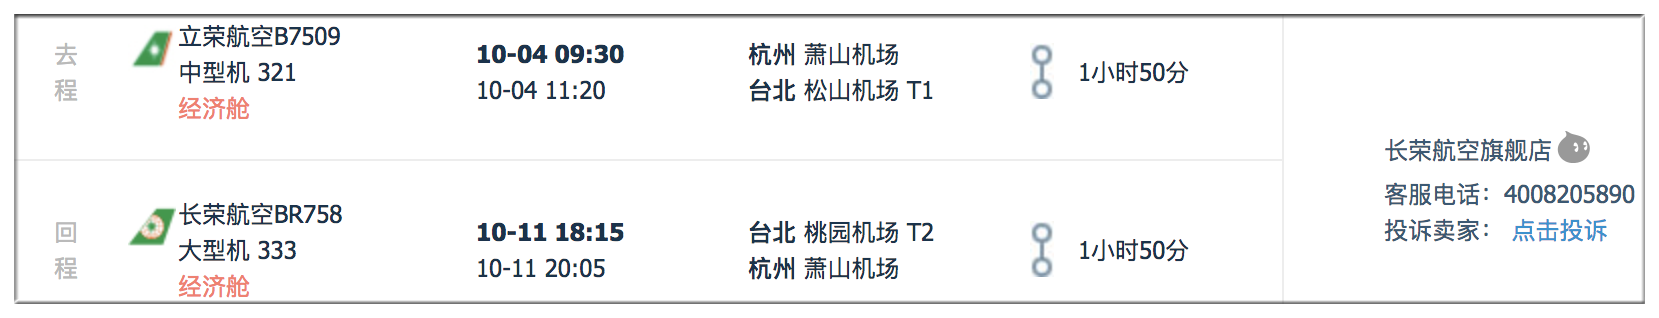 去程
立荣航空B7509
中型机 321
经济舱
10-04 09:30
10-04 11:20
杭州 萧山机场
台北 松山机场 T1
1小时50分
回程
长荣航空BR758
大型机 333
经济舱
10-11 18:15
10-11 20:05
台北 桃园机场 T2
杭州 萧山机场
1小时50分
长荣航空旗舰店
客服电话：4008205890
投诉卖家： 点击投诉